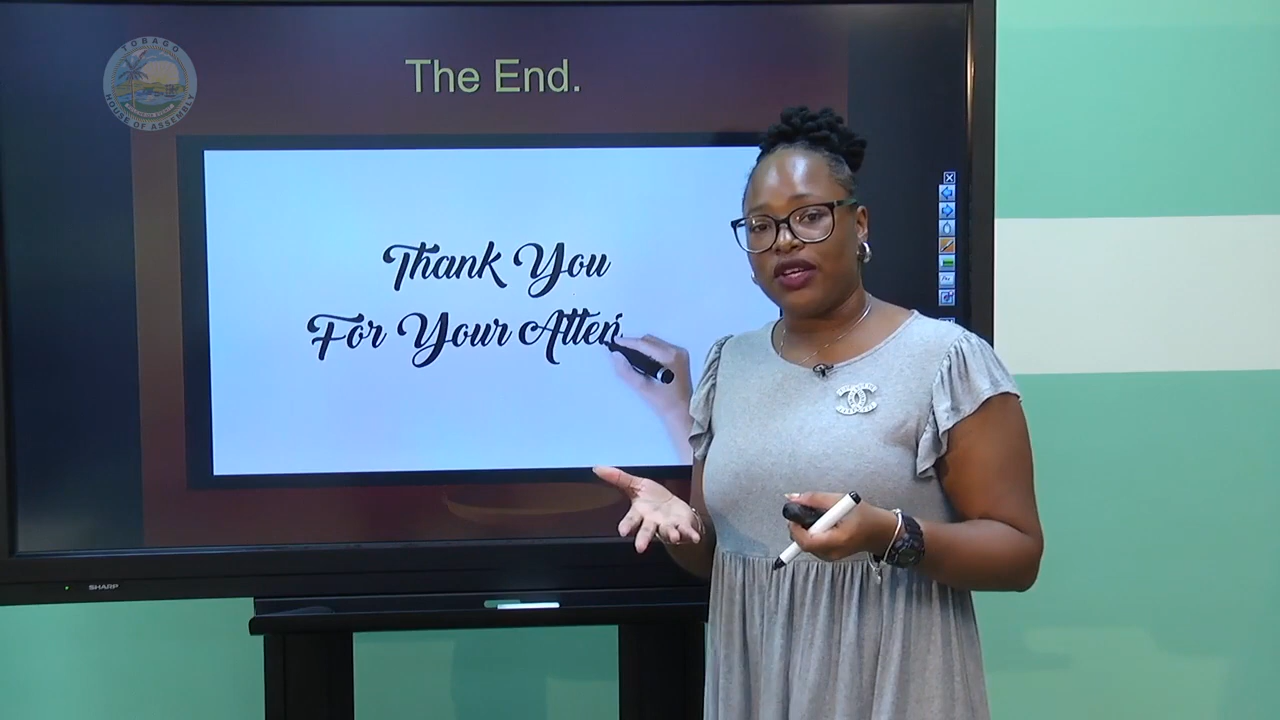 TOBAGO
HOUSE OF ASSEMBLY
The End.
Thank You
For Your Atten
SHARP